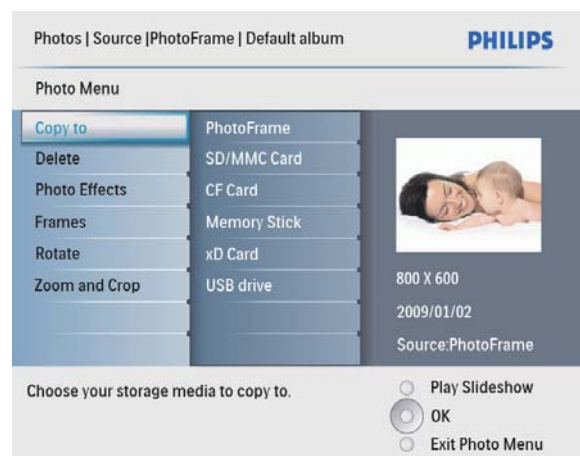 Photos | Source |PhotoFrame | Default album
PHILIPS
Photo Menu
Copy to
Delete
Photo Effects
Frames
Rotate
Zoom and Crop
PhotoFrame
SD/MMC Card
CF Card
Memory Stick
xD Card
USB drive
800 X 600
2009/01/02
Source:PhotoFrame
Choose your storage media to copy to.
Play Slideshow
OK
Exit Photo Menu